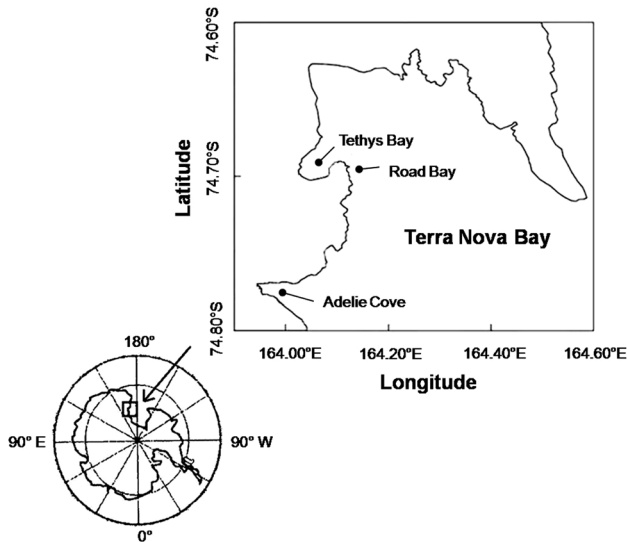 74.60°S
Tethys Bay
Latitude
74.70°S
Road Bay
Terra Nova Bay
Adelie Cove
74.80°S
164.00°E 164.20°E 164.40°E 164.60°E
Longitude
180°
90° E
90° W
0°